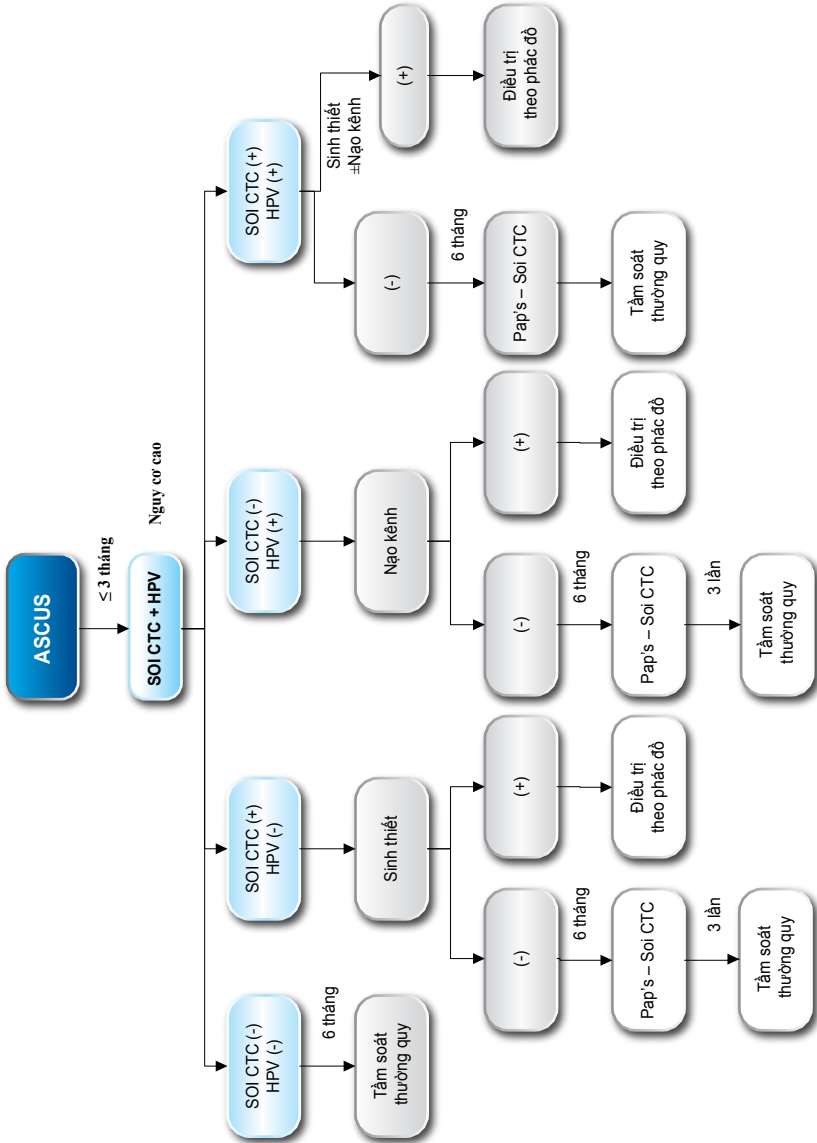 ASCUS
≤ 3 tháng
SOI CTC + HPV
Nguy cơ cao
SOI CTC (-)
HPV (-)
6 tháng
Tầm soát
thường quy
SOI CTC (+)
HPV (-)
Sinh thiết
(-)
6 tháng
Pap's – Soi CTC
3 lần
Tầm soát
thường quy
(+)
Điều trị
theo phác đồ
SOI CTC (-)
HPV (+)
Nạo kênh
(-)
6 tháng
Pap's – Soi CTC
3 lần
Tầm soát
thường quy
(+)
Điều trị
theo phác đồ
SOI CTC (+)
HPV (+)
Sinh thiết
±Nạo kênh
(-)
6 tháng
Pap's – Soi CTC
Tầm soát
thường quy
(+)
Điều trị
theo phác đồ